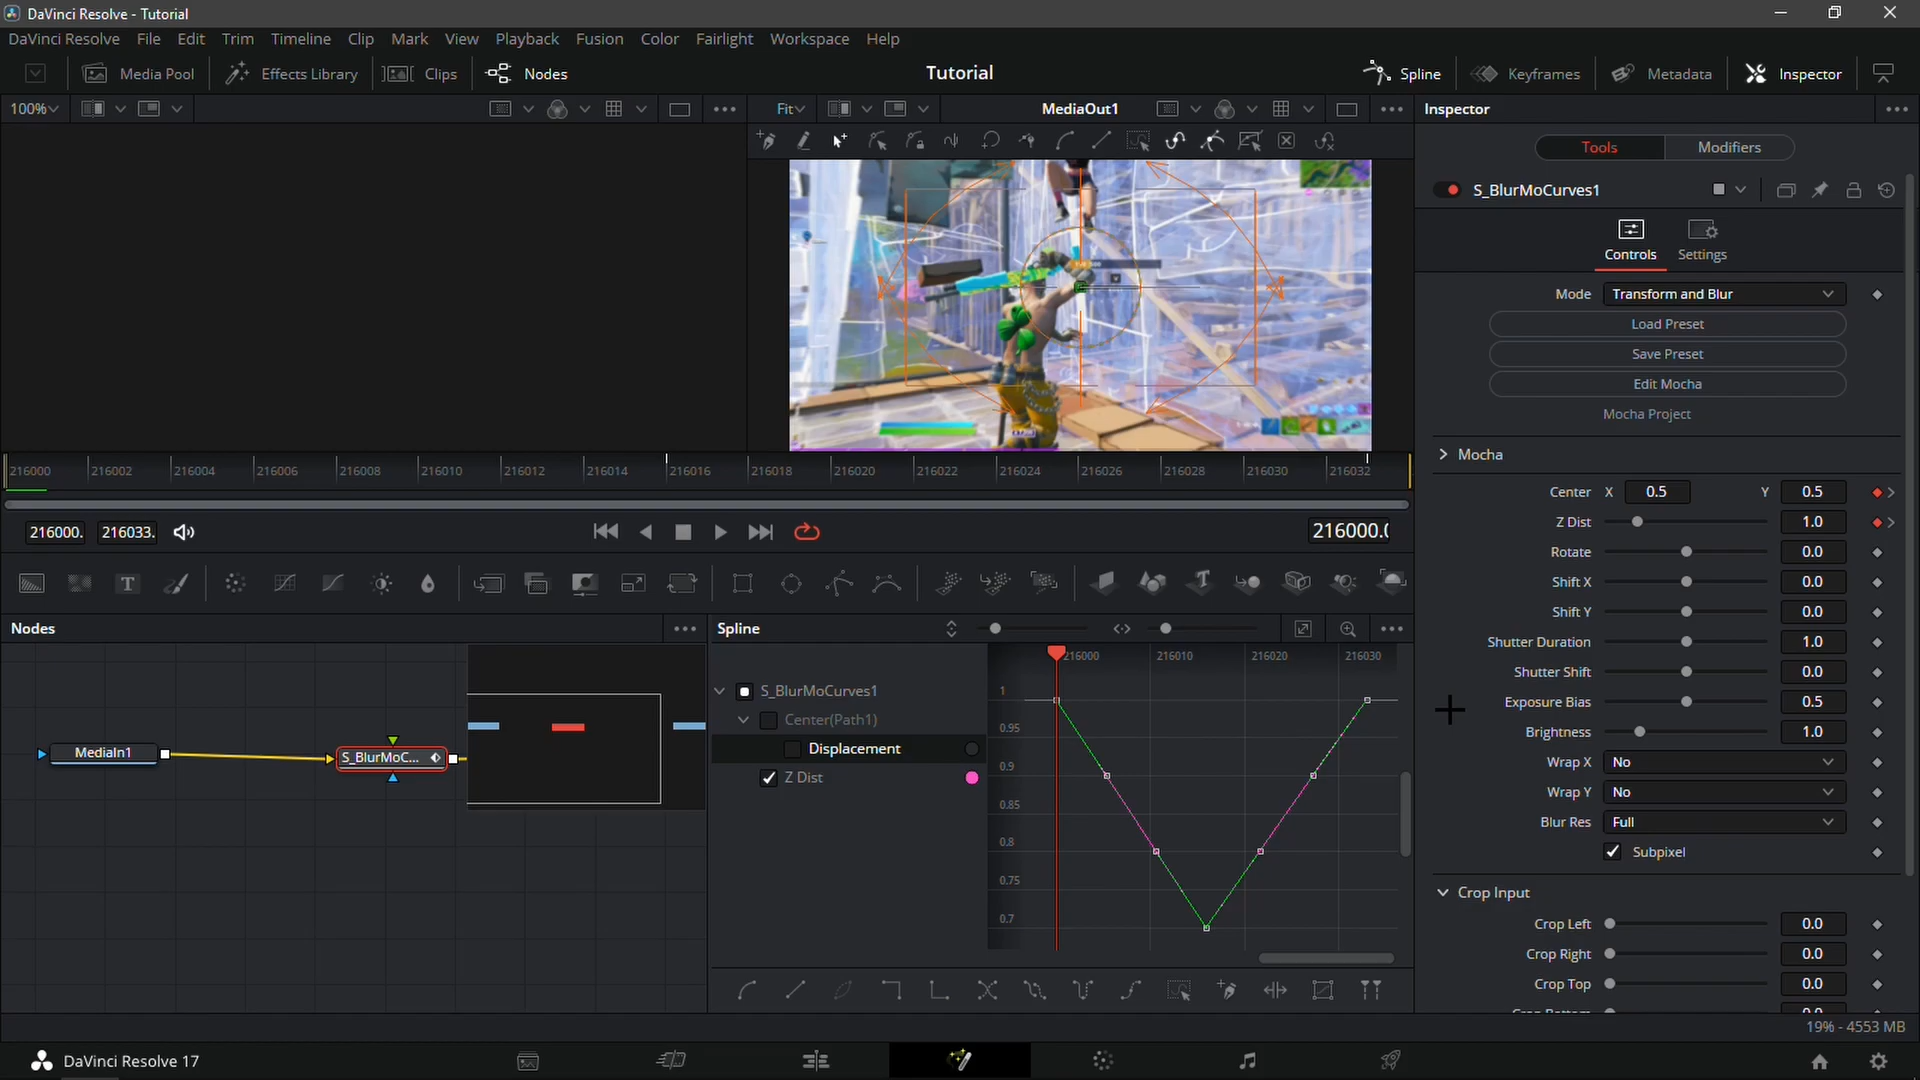 DaVinci Resolve - Tutorial
DaVinci Resolve File Edit Trim Timeline Clip Mark View Playback Fusion Color Fairlight Workspace Help
Media Pool Effects Library Clips Nodes Tutorial Spline Keyframes Metadata Inspector
100% Fit MediaOut1 Inspector
Tools Modifiers
S_BlurMoCurves1
Controls Settings
Mode Transform and Blur
Load Preset
Save Preset
Edit Mocha
Mocha Project
Mocha
216000 216002 216004 216006 216008 216010 216012 216014 216016 216018 216020 216022 216024 216026 216028 216030 216032
216000. 216033. 216000.0
Center X 0.5 Y 0.5
Z Dist 1.0
Rotate 0.0
Shift X 0.0
Shift Y 0.0
Shutter Duration 1.0
Shutter Shift 0.0
Exposure Bias 0.5
Brightness 1.0
Wrap X No
Wrap Y No
Blur Res Full
Subpixel
Crop Input
Crop Left 0.0
Crop Right 0.0
Crop Top 0.0
Crop Bottom 0.0
Nodes
MediaIn1
S_BlurMoC...
Spline
S_BlurMoCurves1
Center(Path1)
Displacement
Z Dist
216000 216010 216020 216030
1
0.95
0.9
0.85
0.8
0.75
0.7
19% - 4553 MB
DaVinci Resolve 17